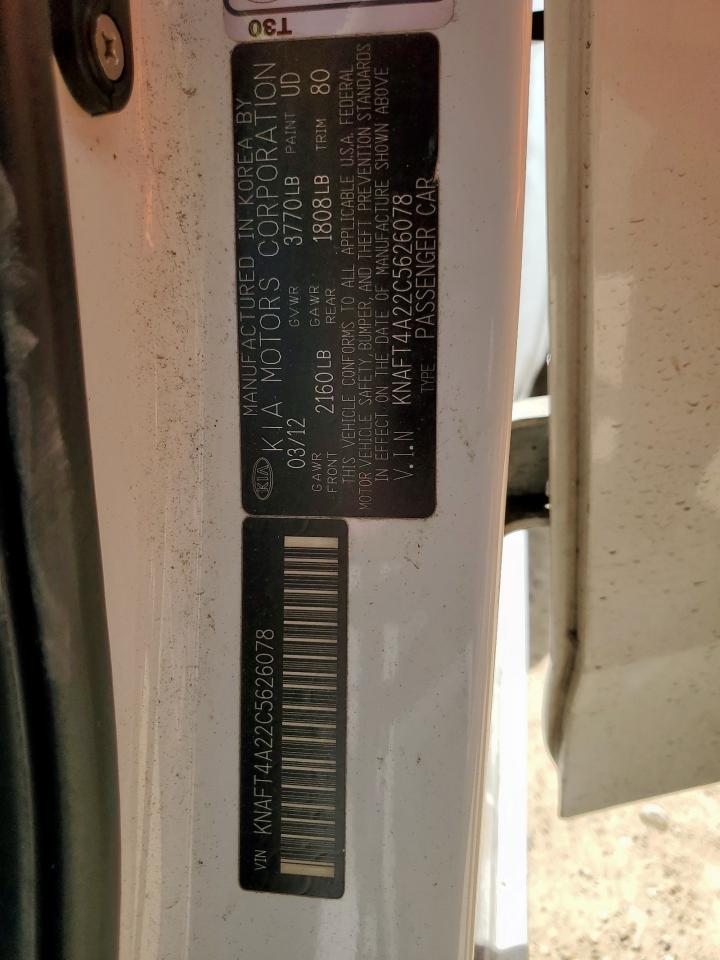 T30
MANUFACTURED IN KOREA BY
KIA KIA MOTORS CORPORATION
03/12 GVWR 3770LB PAINT UD
GAWR FRONT 2160LB GAWR REAR 1808LB TRIM 80
THIS VEHICLE CONFORMS TO ALL APPLICABLE U.S.A. FEDERAL
MOTOR VEHICLE SAFETY, BUMPER, AND THEFT PREVENTION STANDARDS
IN EFFECT ON THE DATE OF MANUFACTURE SHOWN ABOVE
V.I.N KNAFT4A22C5626078
TYPE PASSENGER CAR
VIN KNAFT4A22C5626078